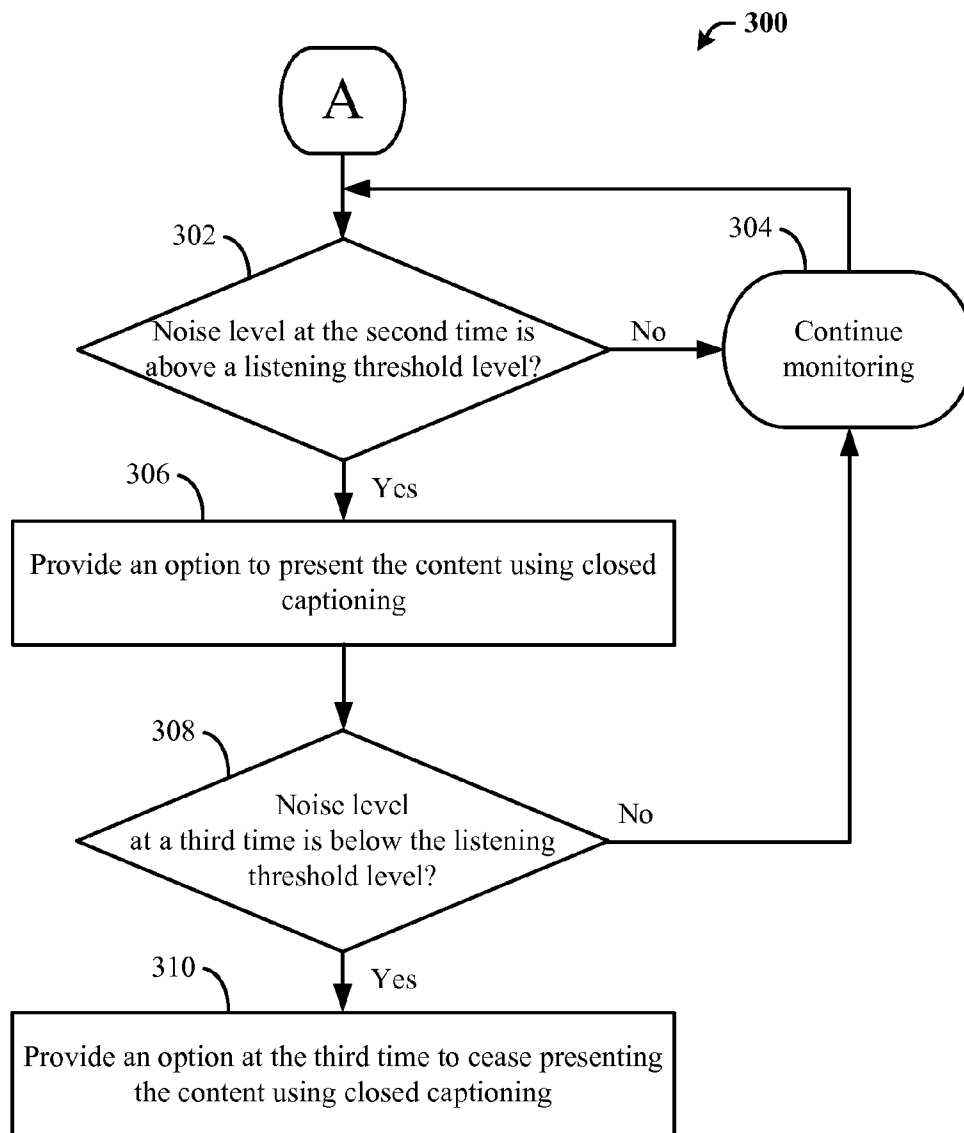 300
A
302
304
Noise level at the second time is
above a listening threshold level?
No
Continue
monitoring
306
Yes
Provide an option to present the content using closed
captioning
308
Noise level
at a third time is below the listening
threshold level?
No
310
Yes
Provide an option at the third time to cease presenting
the content using closed captioning